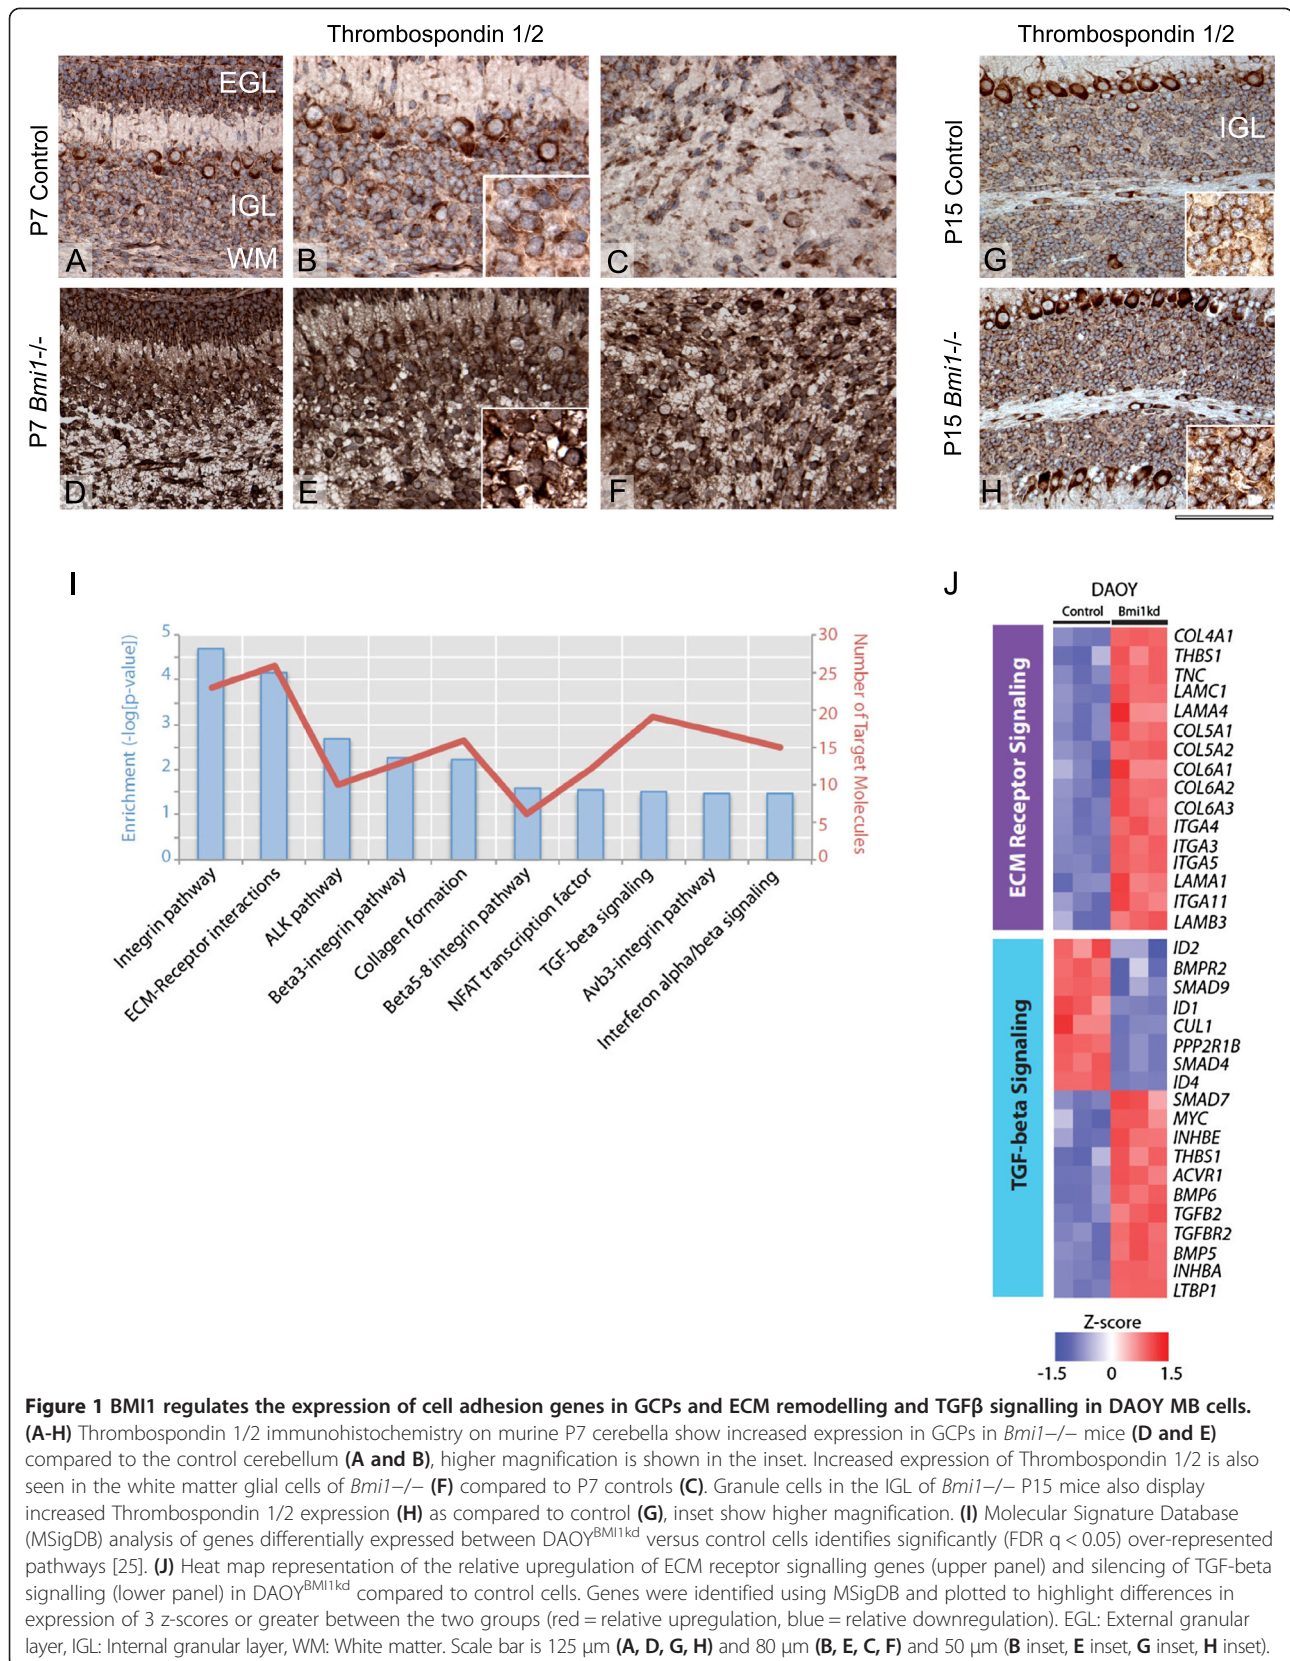 Thrombospondin 1/2
Thrombospondin 1/2
P7 Control
EGL
IGL
WM
A
B
C
P15 Control
IGL
G
P7 Bmi1-/-
D
E
F
P15 Bmi1-/-
H
I
Enrichment (-log[p-value])
5
4
3
2
1
0
30
25
20
15
10
5
0
Number of Target Molecules
Integrin pathway
ECM-Receptor interactions
ALK pathway
Beta3-integrin pathway
Collagen formation
Beta5-8 integrin pathway
NFAT transcription factor
TGF-beta signaling
Avb3-integrin pathway
Interferon alpha/beta signaling
J
DAOY
Control Bmi1kd
ECM Receptor Signaling
COL4A1
THBS1
TNC
LAMC1
LAMA4
COL5A1
COL5A2
COL6A1
COL6A2
COL6A3
ITGA4
ITGA3
ITGA5
LAMA1
ITGA11
LAMB3
TGF-beta Signaling
ID2
BMPR2
SMAD9
ID1
CUL1
PPP2R1B
SMAD4
ID4
SMAD7
MYC
INHBE
THBS1
ACVR1
BMP6
TGFB2
TGFBR2
BMP5
INHBA
LTBP1
Z-score
-1.5 0 1.5
Figure 1 BMI1 regulates the expression of cell adhesion genes in GCPs and ECM remodelling and TGFβ signalling in DAOY MB cells.
(A-H) Thrombospondin 1/2 immunohistochemistry on murine P7 cerebella show increased expression in GCPs in Bmi1−/− mice (D and E)
compared to the control cerebellum (A and B), higher magnification is shown in the inset. Increased expression of Thrombospondin 1/2 is also
seen in the white matter glial cells of Bmi1−/− (F) compared to P7 controls (C). Granule cells in the IGL of Bmi1−/− P15 mice also display
increased Thrombospondin 1/2 expression (H) as compared to control (G), inset show higher magnification. (I) Molecular Signature Database
(MSigDB) analysis of genes differentially expressed between DAOYBMI1kd versus control cells identifies significantly (FDR q < 0.05) over-represented
pathways [25]. (J) Heat map representation of the relative upregulation of ECM receptor signalling genes (upper panel) and silencing of TGF-beta
signalling (lower panel) in DAOYBMI1kd compared to control cells. Genes were identified using MSigDB and plotted to highlight differences in
expression of 3 z-scores or greater between the two groups (red = relative upregulation, blue = relative downregulation). EGL: External granular
layer, IGL: Internal granular layer, WM: White matter. Scale bar is 125 μm (A, D, G, H) and 80 μm (B, E, C, F) and 50 μm (B inset, E inset, G inset, H inset).